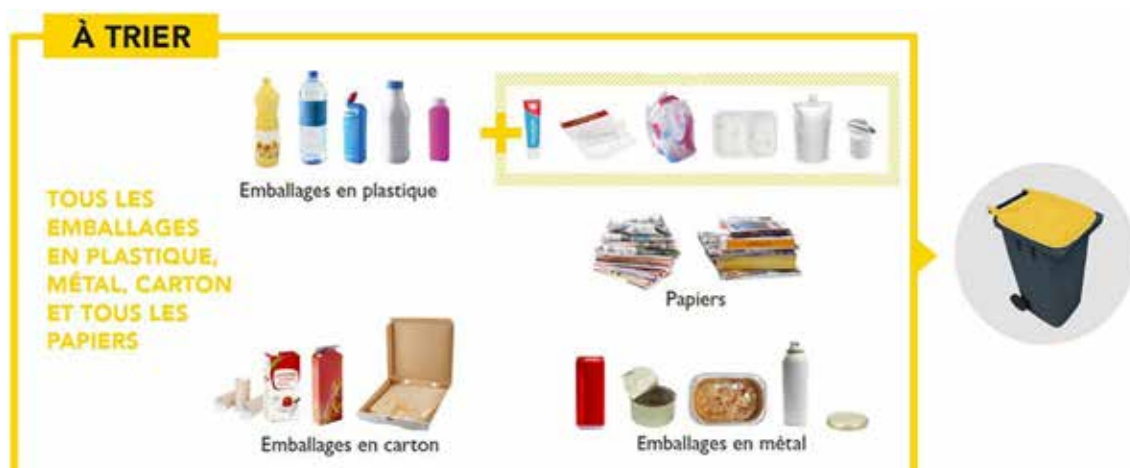 À TRIER
Emballages en plastique
TOUS LES
EMBALLAGES
EN PLASTIQUE,
MÉTAL, CARTON
ET TOUS LES
PAPIERS
Papiers
Emballages en carton
Emballages en métal